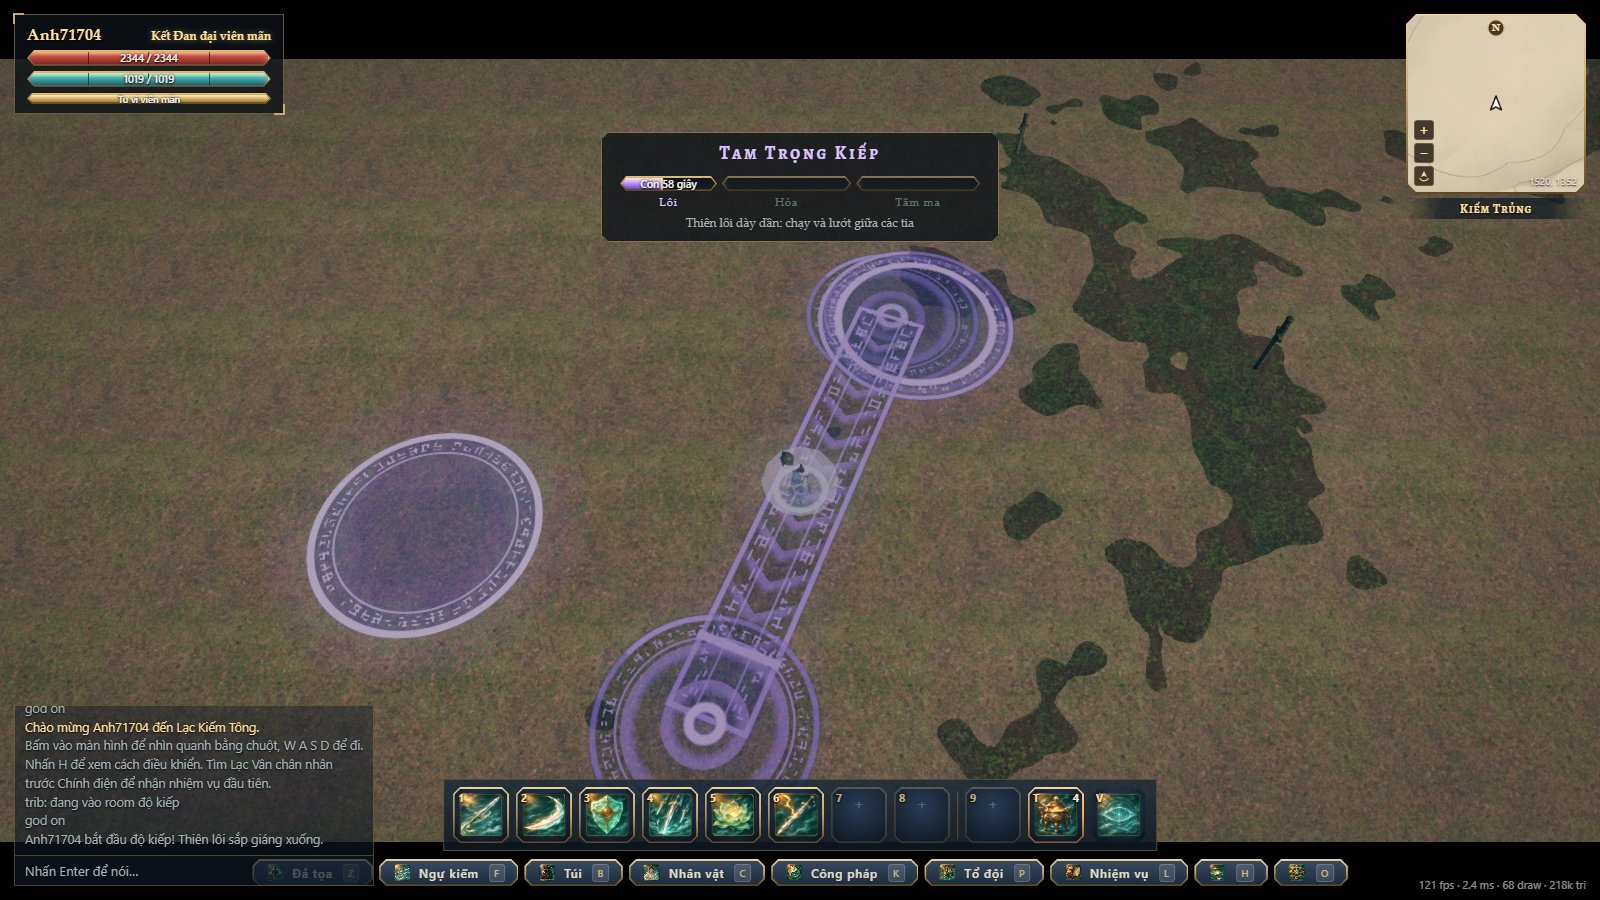 Anh71704 Kết Đan đại viên mãn
2344 / 2344
1019 / 1019
Tu vi viên mãn
N
Tam Trọng Kiếp
Còn 58 giây
Lôi Hỏa Tâm ma
Thiên lôi dày dần: chạy và lướt giữa các tia
+
−
1520, 1352
Kiếm Trủng
god on
Chào mừng Anh71704 đến Lạc Kiếm Tông.
Bấm vào màn hình để nhìn quanh bằng chuột, W A S D để đi.
Nhấn H để xem cách điều khiển. Tìm Lạc Vân chân nhân
trước Chính điện để nhận nhiệm vụ đầu tiên.
trib: đang vào room độ kiếp
god on
Anh71704 bắt đầu độ kiếp! Thiên lôi sắp giáng xuống.
Nhấn Enter để nói...
1 2 3 4 5 6 7 + 8 + 9 + T 4 V
Đả tọa Z Ngự kiếm F Túi B Nhân vật C Công pháp K Tổ đội P Nhiệm vụ L H O
121 fps · 2.4 ms · 68 draw · 218k tri